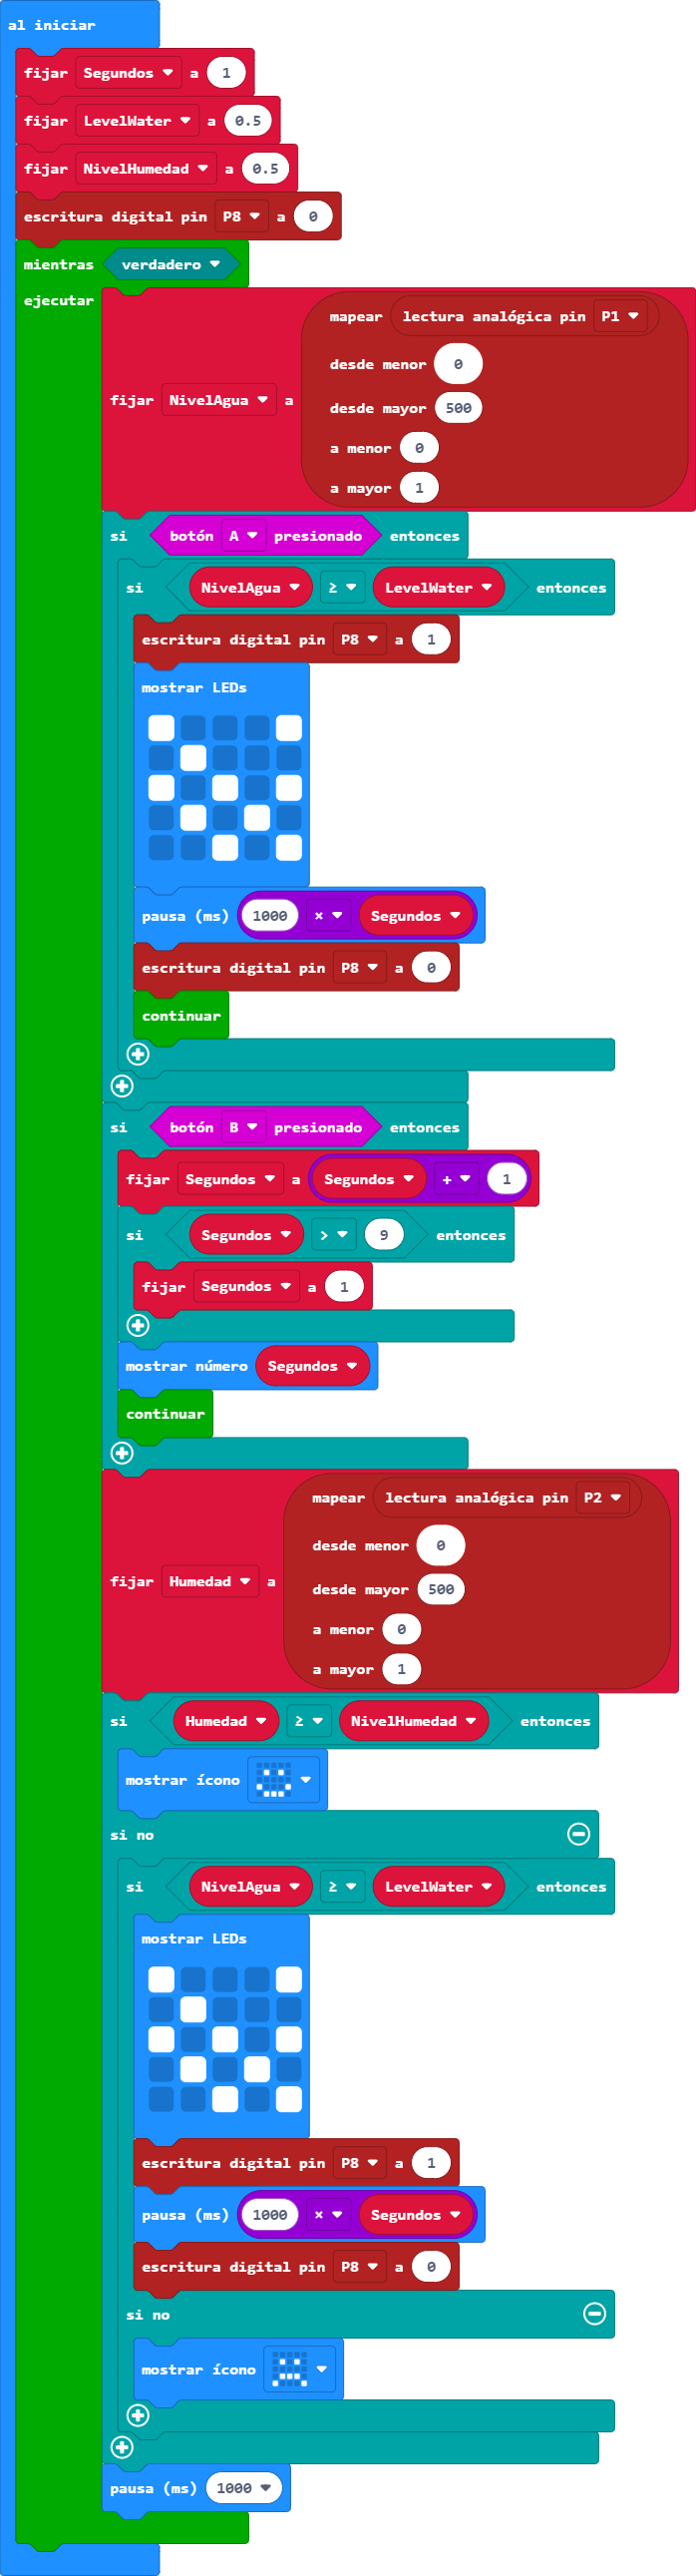 al iniciar
fijar Segundos a 1
fijar LevelWater a 0.5
fijar NivelHumedad a 0.5
escritura digital pin P8 a 0
mientras verdadero
ejecutar
mapear lectura analógica pin P1
desde menor 0
desde mayor 500
fijar NivelAgua a
a menor 0
a mayor 1
si botón A presionado entonces
si NivelAgua ≥ LevelWater entonces
escritura digital pin P8 a 1
mostrar LEDs
pausa (ms) 1000 × Segundos
escritura digital pin P8 a 0
continuar
si botón B presionado entonces
fijar Segundos a Segundos + 1
si Segundos > 9 entonces
fijar Segundos a 1
mostrar número Segundos
continuar
mapear lectura analógica pin P2
desde menor 0
desde mayor 500
fijar Humedad a
a menor 0
a mayor 1
si Humedad ≥ NivelHumedad entonces
mostrar ícono
si no
si NivelAgua ≥ LevelWater entonces
mostrar LEDs
escritura digital pin P8 a 1
pausa (ms) 1000 × Segundos
escritura digital pin P8 a 0
si no
mostrar ícono
pausa (ms) 1000